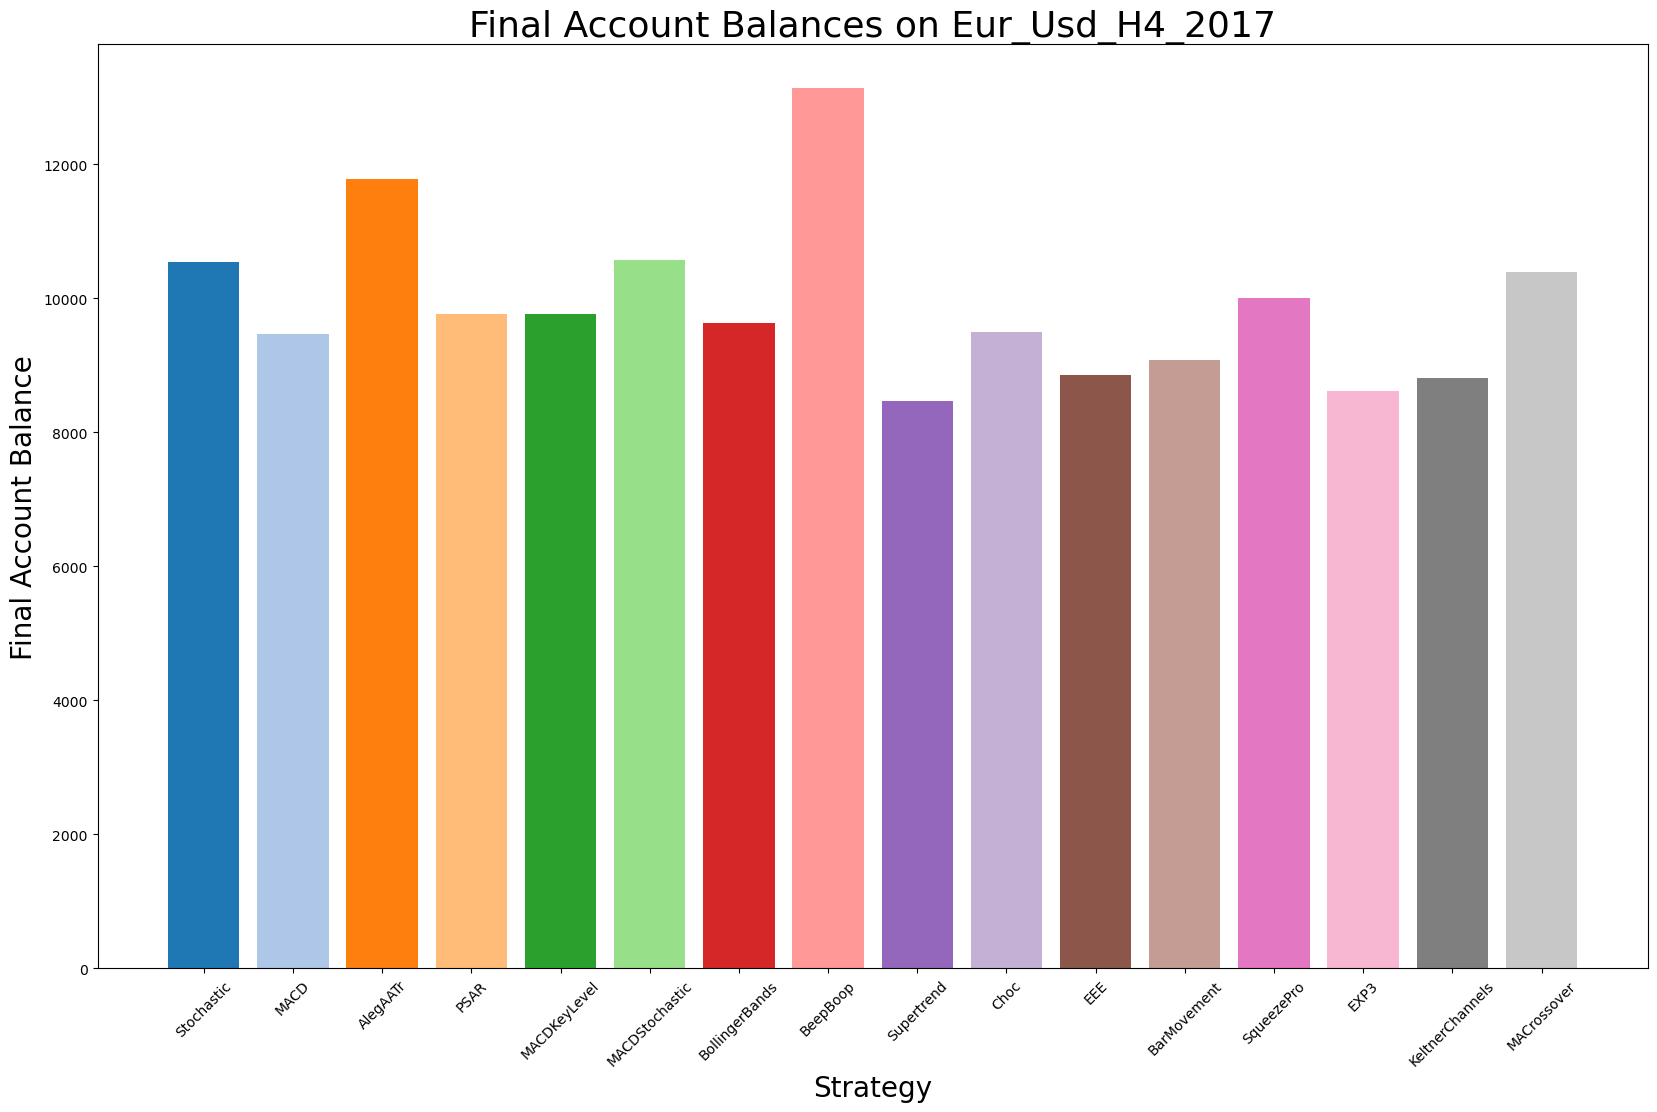 Final Account Balances on Eur_Usd_H4_2017
Final Account Balance
12000
10000
8000
6000
4000
2000
0
Stochastic
MACD
AlegAATr
PSAR
MACDKeyLevel
MACDStochastic
BollingerBands
BeepBoop
Supertrend
Choc
EEE
BarMovement
SqueezePro
EXP3
KeltnerChannels
MACrossover
Strategy